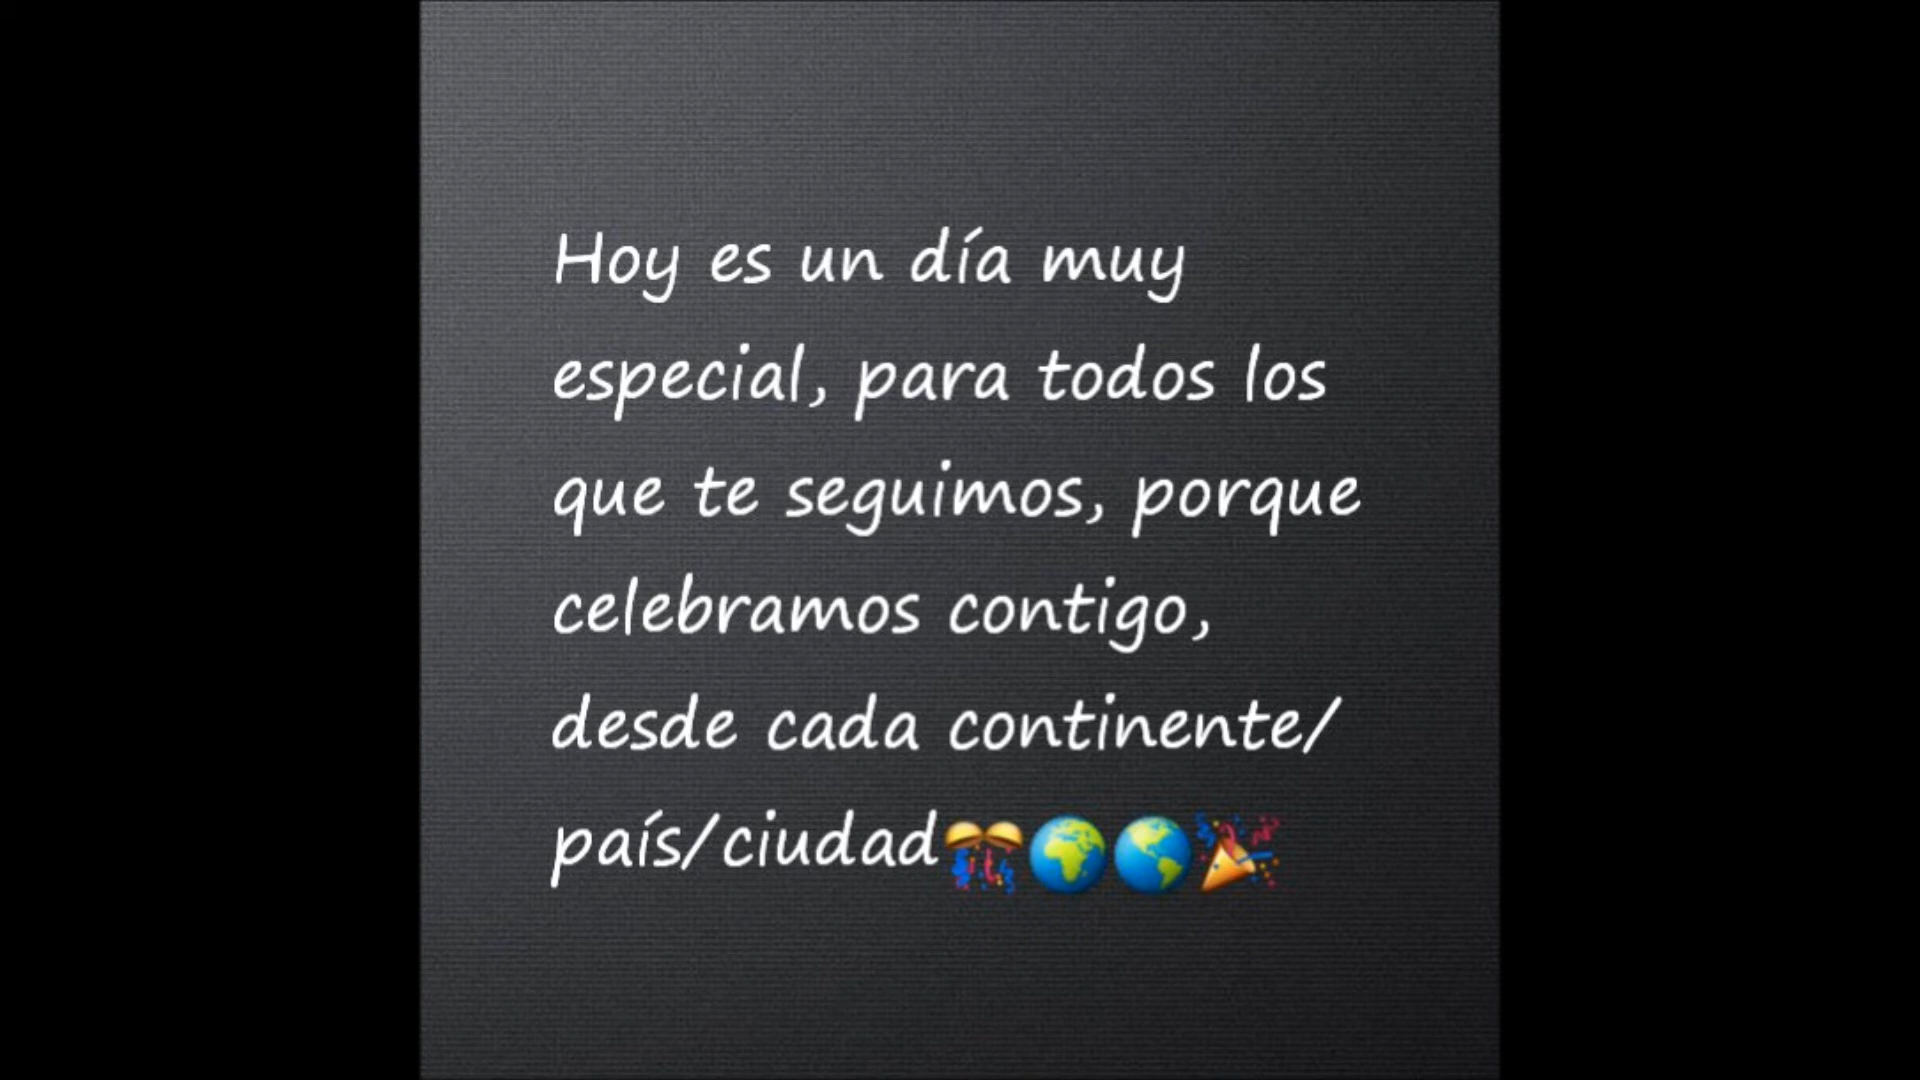 Hoy es un día muy
especial, para todos los
que te seguimos, porque
celebramos contigo,
desde cada continente/
país/ciudad🎊🌍🌎🎉